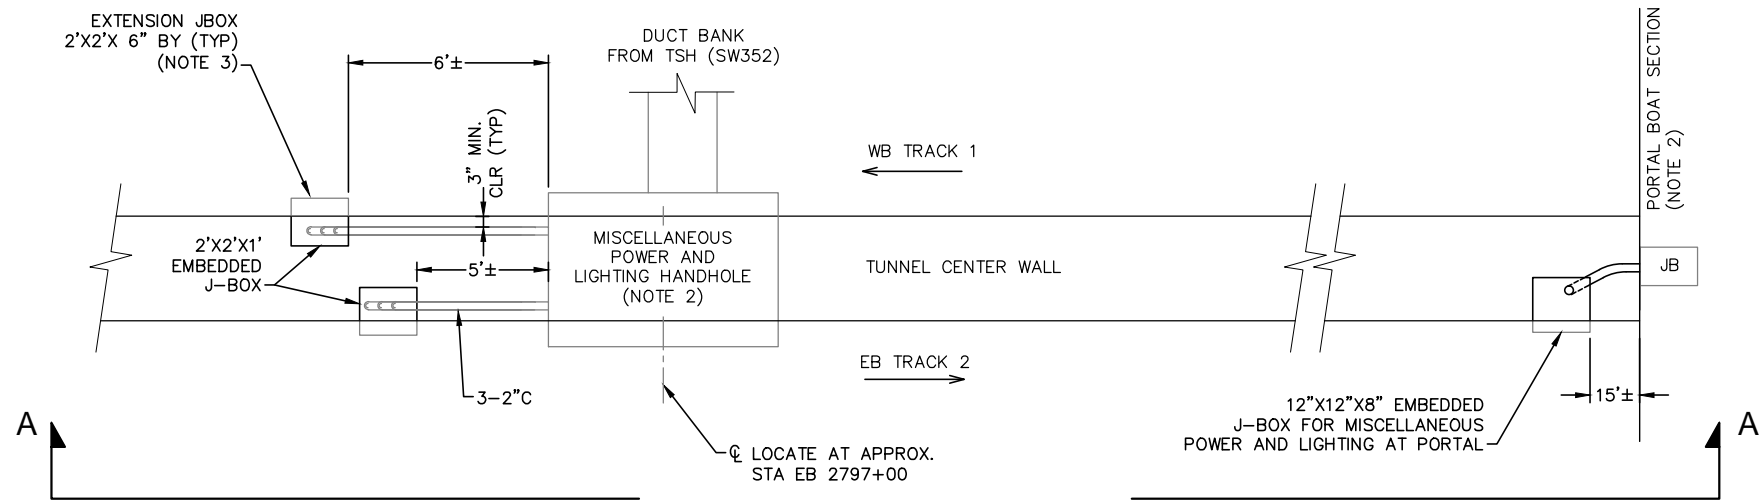 EXTENSION JBOX
2'X2'X 6" BY (TYP)
(NOTE 3)
6'±
DUCT BANK
FROM TSH (SW352)
3" MIN.
CLR (TYP)
WB TRACK 1
PORTAL BOAT SECTION
(NOTE 2)
2'X2'X1'
EMBEDDED
J-BOX
5'±
MISCELLANEOUS
POWER AND
LIGHTING HANDHOLE
(NOTE 2)
TUNNEL CENTER WALL
JB
EB TRACK 2
3-2"C
15'±
12"X12"X8" EMBEDDED
J-BOX FOR MISCELLANEOUS
POWER AND LIGHTING AT PORTAL
A
A
℄ LOCATE AT APPROX.
STA EB 2797+00